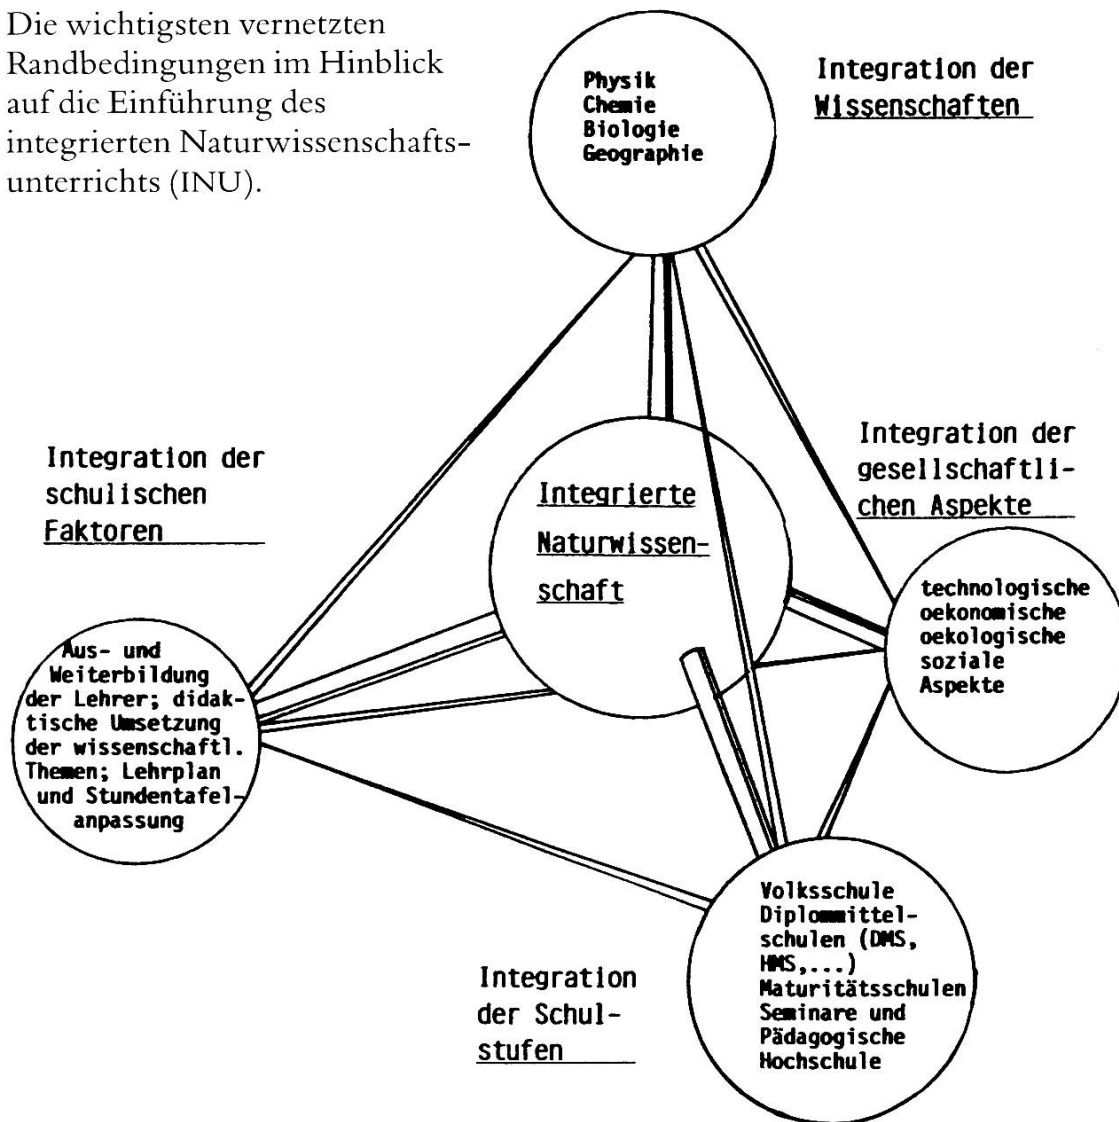 Die wichtigsten vernetzten
Randbedingungen im Hinblick
auf die Einführung des
integrierten Naturwissenschafts-
unterrichts (INU).
Physik
Chemie
Biologie
Geographie
Integration der
Wissenschaften
Integration der
schulischen
Faktoren
Integrierte
Naturwissen-
schaft
Integration der
gesellschaftli-
chen Aspekte
technologische
oekonomische
oekologische
soziale
Aspekte
Aus- und
Weiterbildung
der Lehrer; didak-
tische Umsetzung
der wissenschaftl.
Themen; Lehrplan
und Stundentafel-
anpassung
Integration
der Schul-
stufen
Volksschule
Diplommittel-
schulen (DMS,
HMS,...)
Maturitätsschulen
Seminare und
Pädagogische
Hochschule